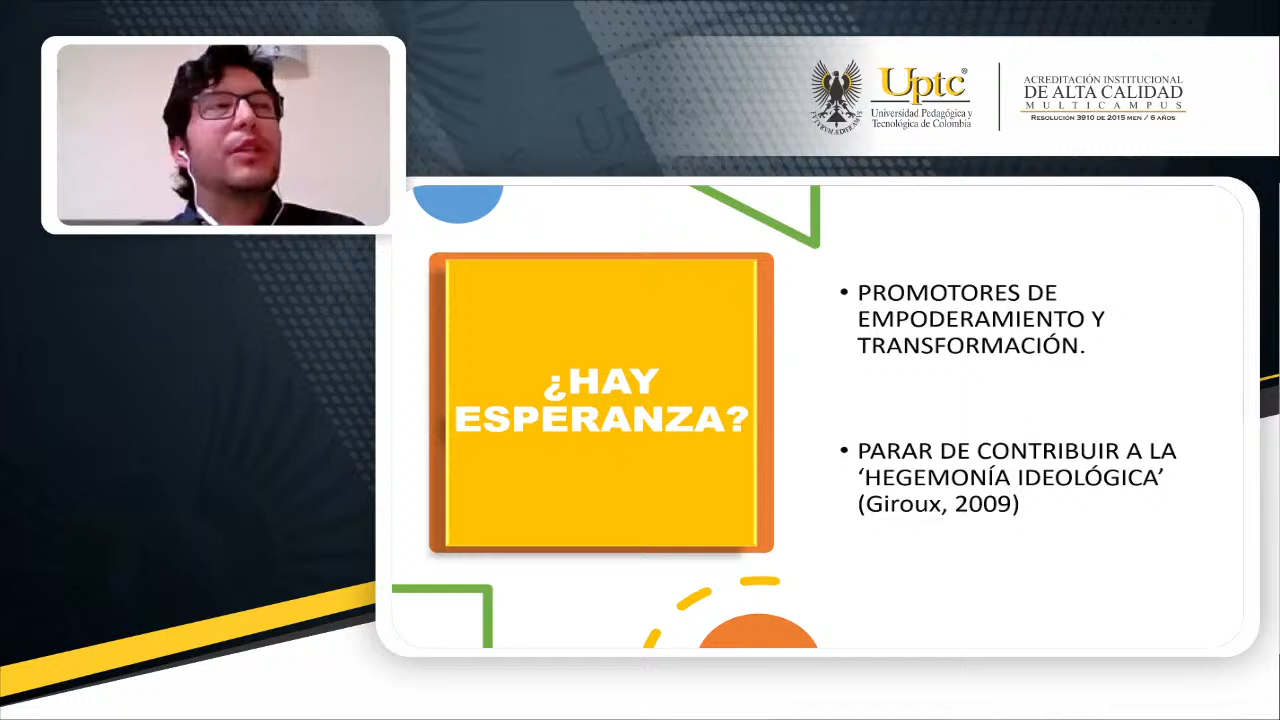 Uptc®
Universidad Pedagógica y
Tecnológica de Colombia
ACREDITACIÓN INSTITUCIONAL
DE ALTA CALIDAD
MULTICAMPUS
RESOLUCIÓN 3910 DE 2015 MEN / 6 AÑOS
¿HAY
ESPERANZA?
• PROMOTORES DE
EMPODERAMIENTO Y
TRANSFORMACIÓN.
• PARAR DE CONTRIBUIR A LA
‘HEGEMONÍA IDEOLÓGICA’
(Giroux, 2009)